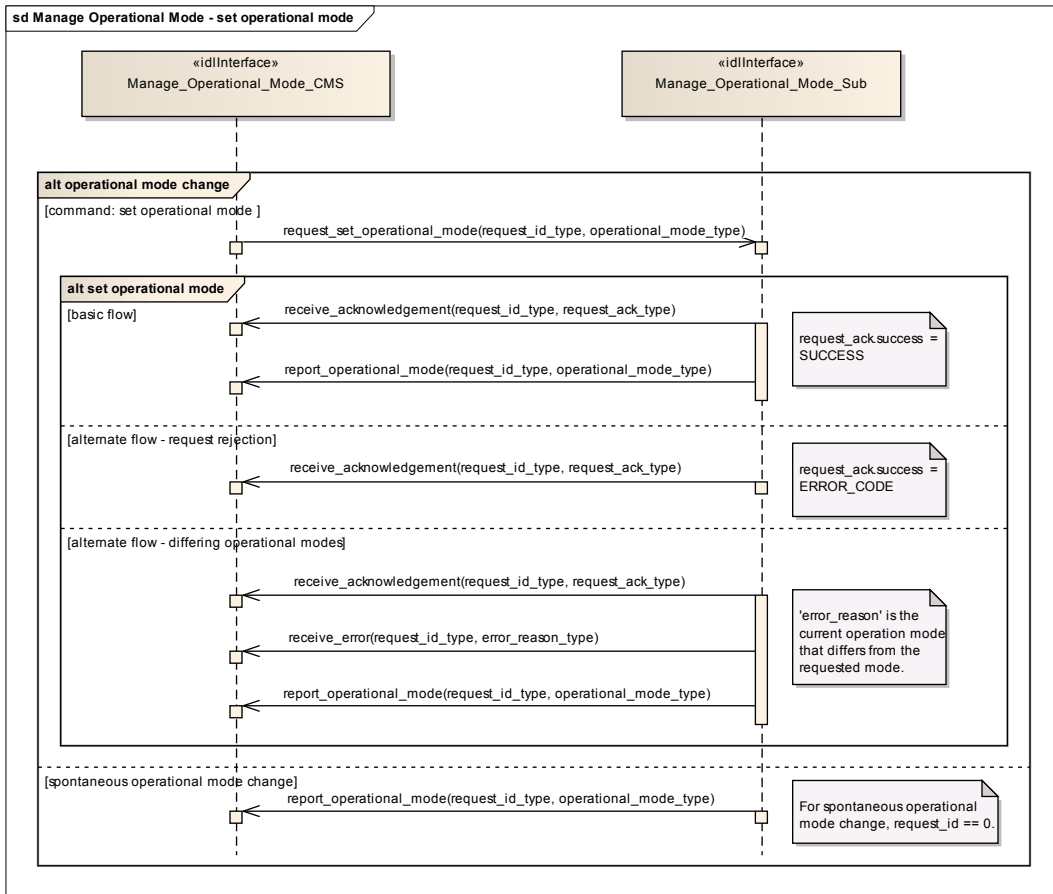 sd Manage Operational Mode - set operational mode
«idlInterface»
Manage_Operational_Mode_CMS
«idlInterface»
Manage_Operational_Mode_Sub
alt operational mode change
[command: set operational mode ]
request_set_operational_mode(request_id_type, operational_mode_type)
alt set operational mode
[basic flow]
receive_acknowledgement(request_id_type, request_ack_type)
request_ack.success =
SUCCESS
report_operational_mode(request_id_type, operational_mode_type)
[alternate flow - request rejection]
receive_acknowledgement(request_id_type, request_ack_type)
request_ack.success =
ERROR_CODE
[alternate flow - differing operational modes]
receive_acknowledgement(request_id_type, request_ack_type)
'error_reason' is the
current operation mode
that differs from the
requested mode.
receive_error(request_id_type, error_reason_type)
report_operational_mode(request_id_type, operational_mode_type)
[spontaneous operational mode change]
report_operational_mode(request_id_type, operational_mode_type)
For spontaneous operational
mode change, request_id == 0.